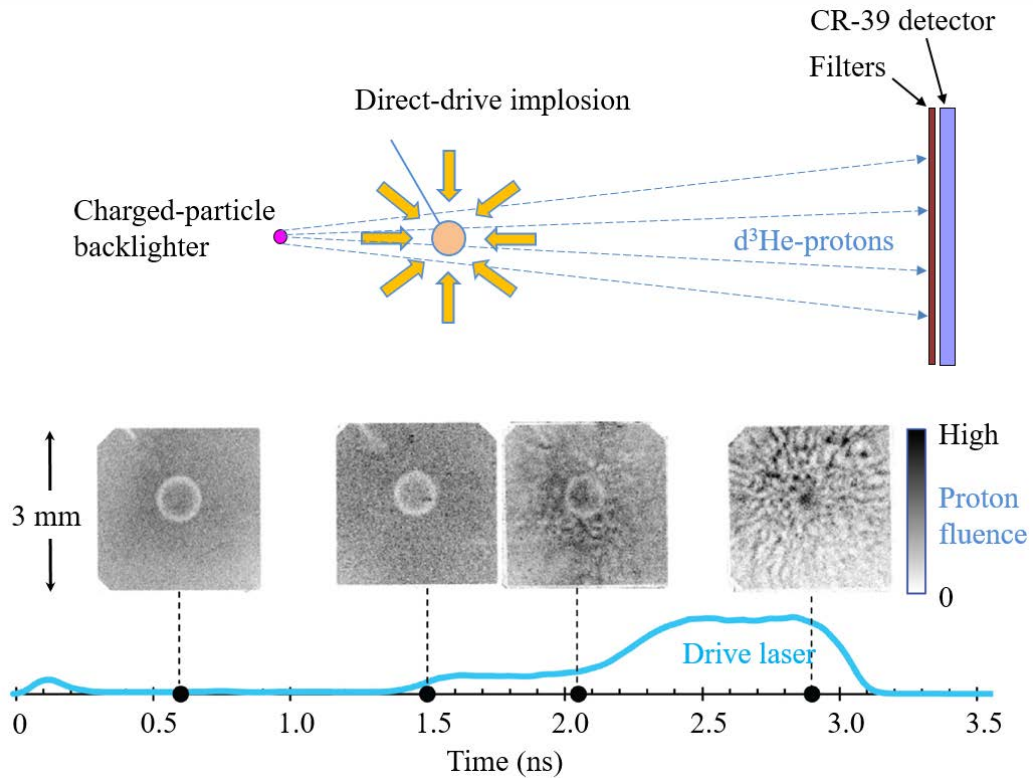 CR-39 detector
Filters
Direct-drive implosion
Charged-particle
backlighter
d³He-protons
3 mm
High
Proton
fluence
0
Drive laser
0 0.5 1.0 1.5 2.0 2.5 3.0 3.5
Time (ns)